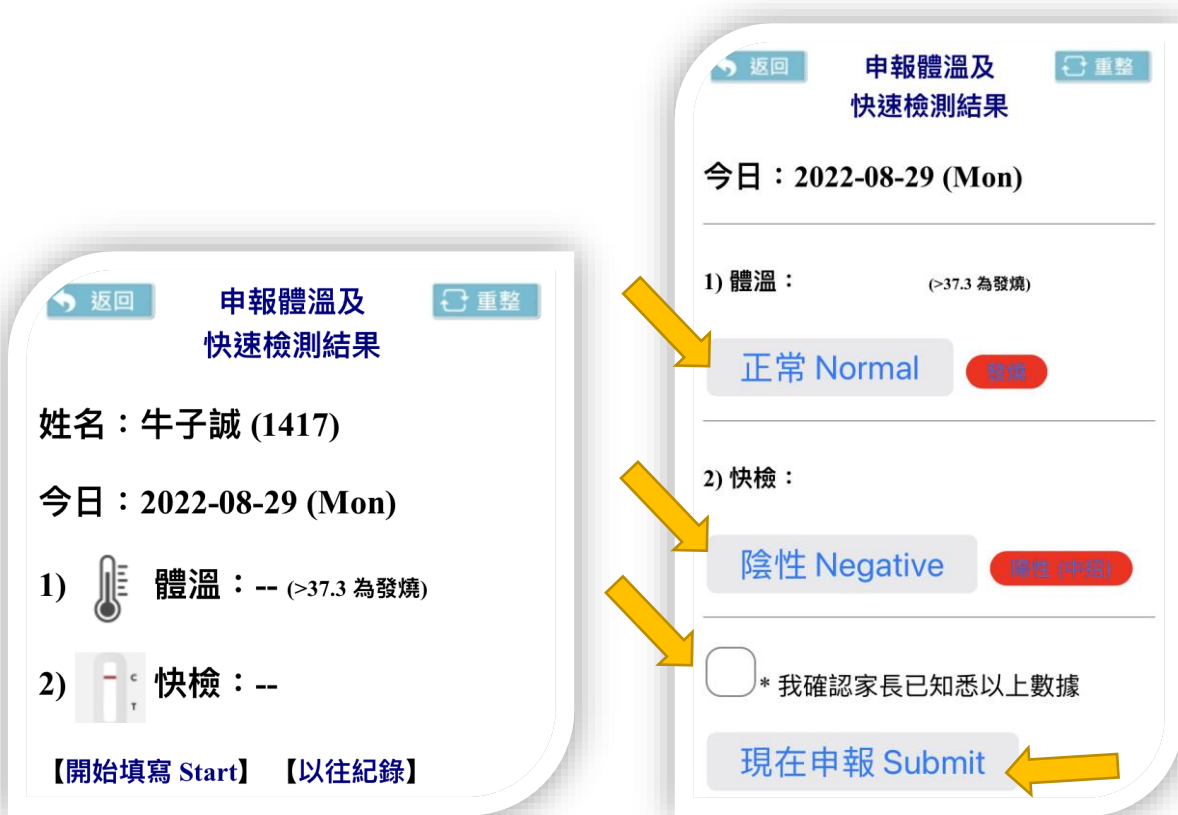 返回
申報體溫及
快速檢測結果
重整
姓名：牛子誠 (1417)
今日：2022-08-29 (Mon)
1) 體溫：-- (>37.3 為發燒)
2) C T 快檢：--
【開始填寫 Start】 【以往紀錄】
返回
申報體溫及
快速檢測結果
重整
今日：2022-08-29 (Mon)
1) 體溫： (>37.3 為發燒)
正常 Normal 發燒
2) 快檢：
陰性 Negative 陽性 (中招)
* 我確認家長已知悉以上數據
現在申報 Submit